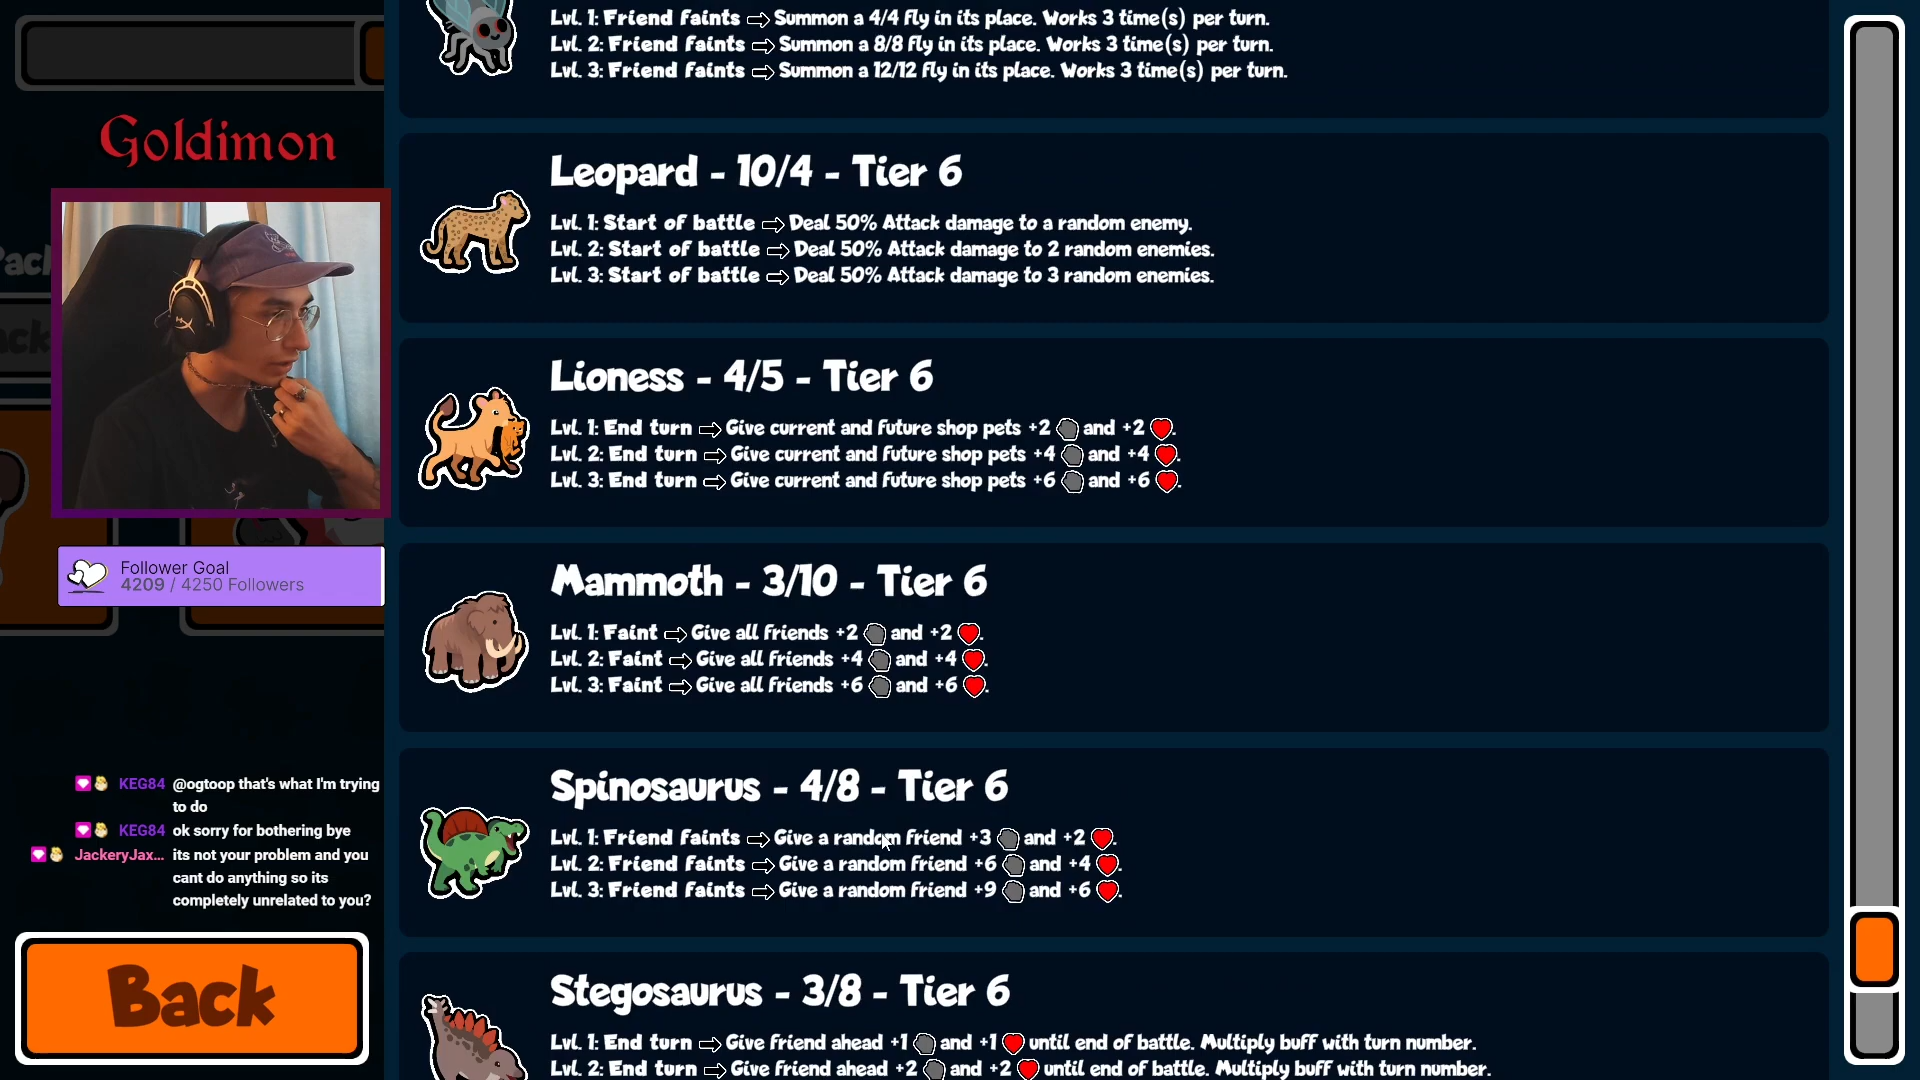 Lvl. 1: Friend faints ⇨ Summon a 4/4 Fly in its place. Works 3 time(s) per turn.
Lvl. 2: Friend faints ⇨ Summon a 8/8 Fly in its place. Works 3 time(s) per turn.
Lvl. 3: Friend faints ⇨ Summon a 12/12 Fly in its place. Works 3 time(s) per turn.
Goldimon
Leopard - 10/4 - Tier 6
Lvl. 1: Start of battle ⇨ Deal 50% Attack damage to a random enemy.
Lvl. 2: Start of battle ⇨ Deal 50% Attack damage to 2 random enemies.
Lvl. 3: Start of battle ⇨ Deal 50% Attack damage to 3 random enemies.
Lioness - 4/5 - Tier 6
Lvl. 1: End turn ⇨ Give current and future shop pets +2 and +2.
Lvl. 2: End turn ⇨ Give current and future shop pets +4 and +4.
Lvl. 3: End turn ⇨ Give current and future shop pets +6 and +6.
Follower Goal
4209 / 4250 Followers
Mammoth - 3/10 - Tier 6
Lvl. 1: Faint ⇨ Give all friends +2 and +2.
Lvl. 2: Faint ⇨ Give all friends +4 and +4.
Lvl. 3: Faint ⇨ Give all friends +6 and +6.
Spinosaurus - 4/8 - Tier 6
Lvl. 1: Friend faints ⇨ Give a random friend +3 and +2.
Lvl. 2: Friend faints ⇨ Give a random friend +6 and +4.
Lvl. 3: Friend faints ⇨ Give a random friend +9 and +6.
KEG84 @ogtoop that's what I'm trying
to do
KEG84 ok sorry for bothering bye
JackeryJax... its not your problem and you
cant do anything so its
completely unrelated to you?
Stegosaurus - 3/8 - Tier 6
Lvl. 1: End turn ⇨ Give friend ahead +1 and +1 until end of battle. Multiply buff with turn number.
Lvl. 2: End turn ⇨ Give friend ahead +2 and +2 until end of battle. Multiply buff with turn number.
Back